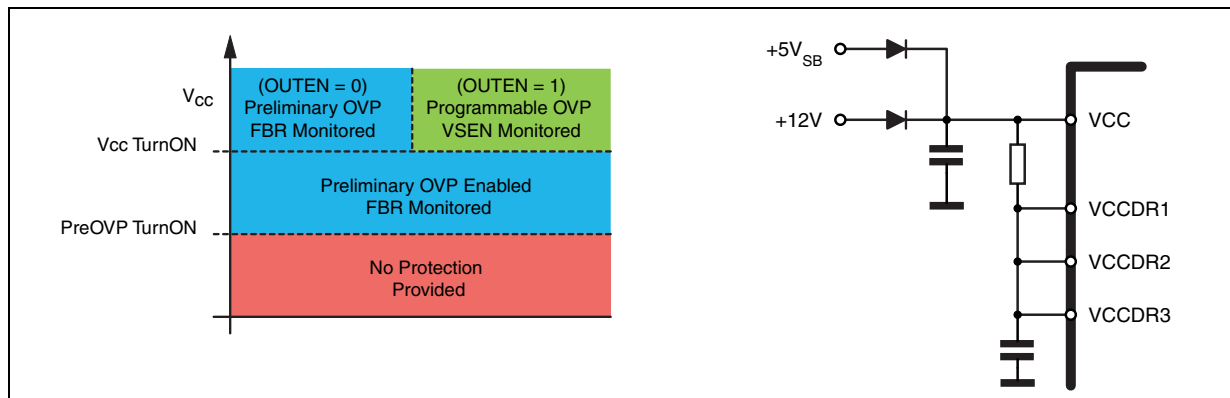 (OUTEN = 0)
Preliminary OVP
FBR Monitored
(OUTEN = 1)
Programmable OVP
VSEN Monitored
VCC
Vcc TurnON
Preliminary OVP Enabled
FBR Monitored
PreOVP TurnON
No Protection
Provided
+5VSB
+12V
VCC
VCCDR1
VCCDR2
VCCDR3